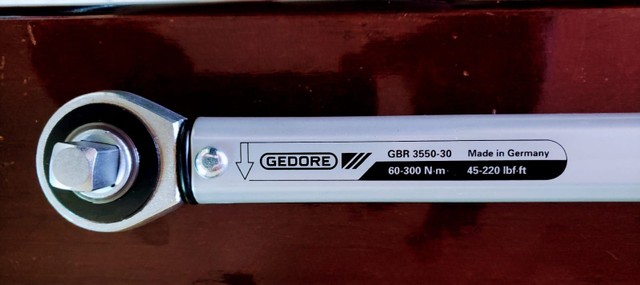 GEDORE
GBR 3550-30 Made in Germany
60-300 N·m 45-220 lbf·ft